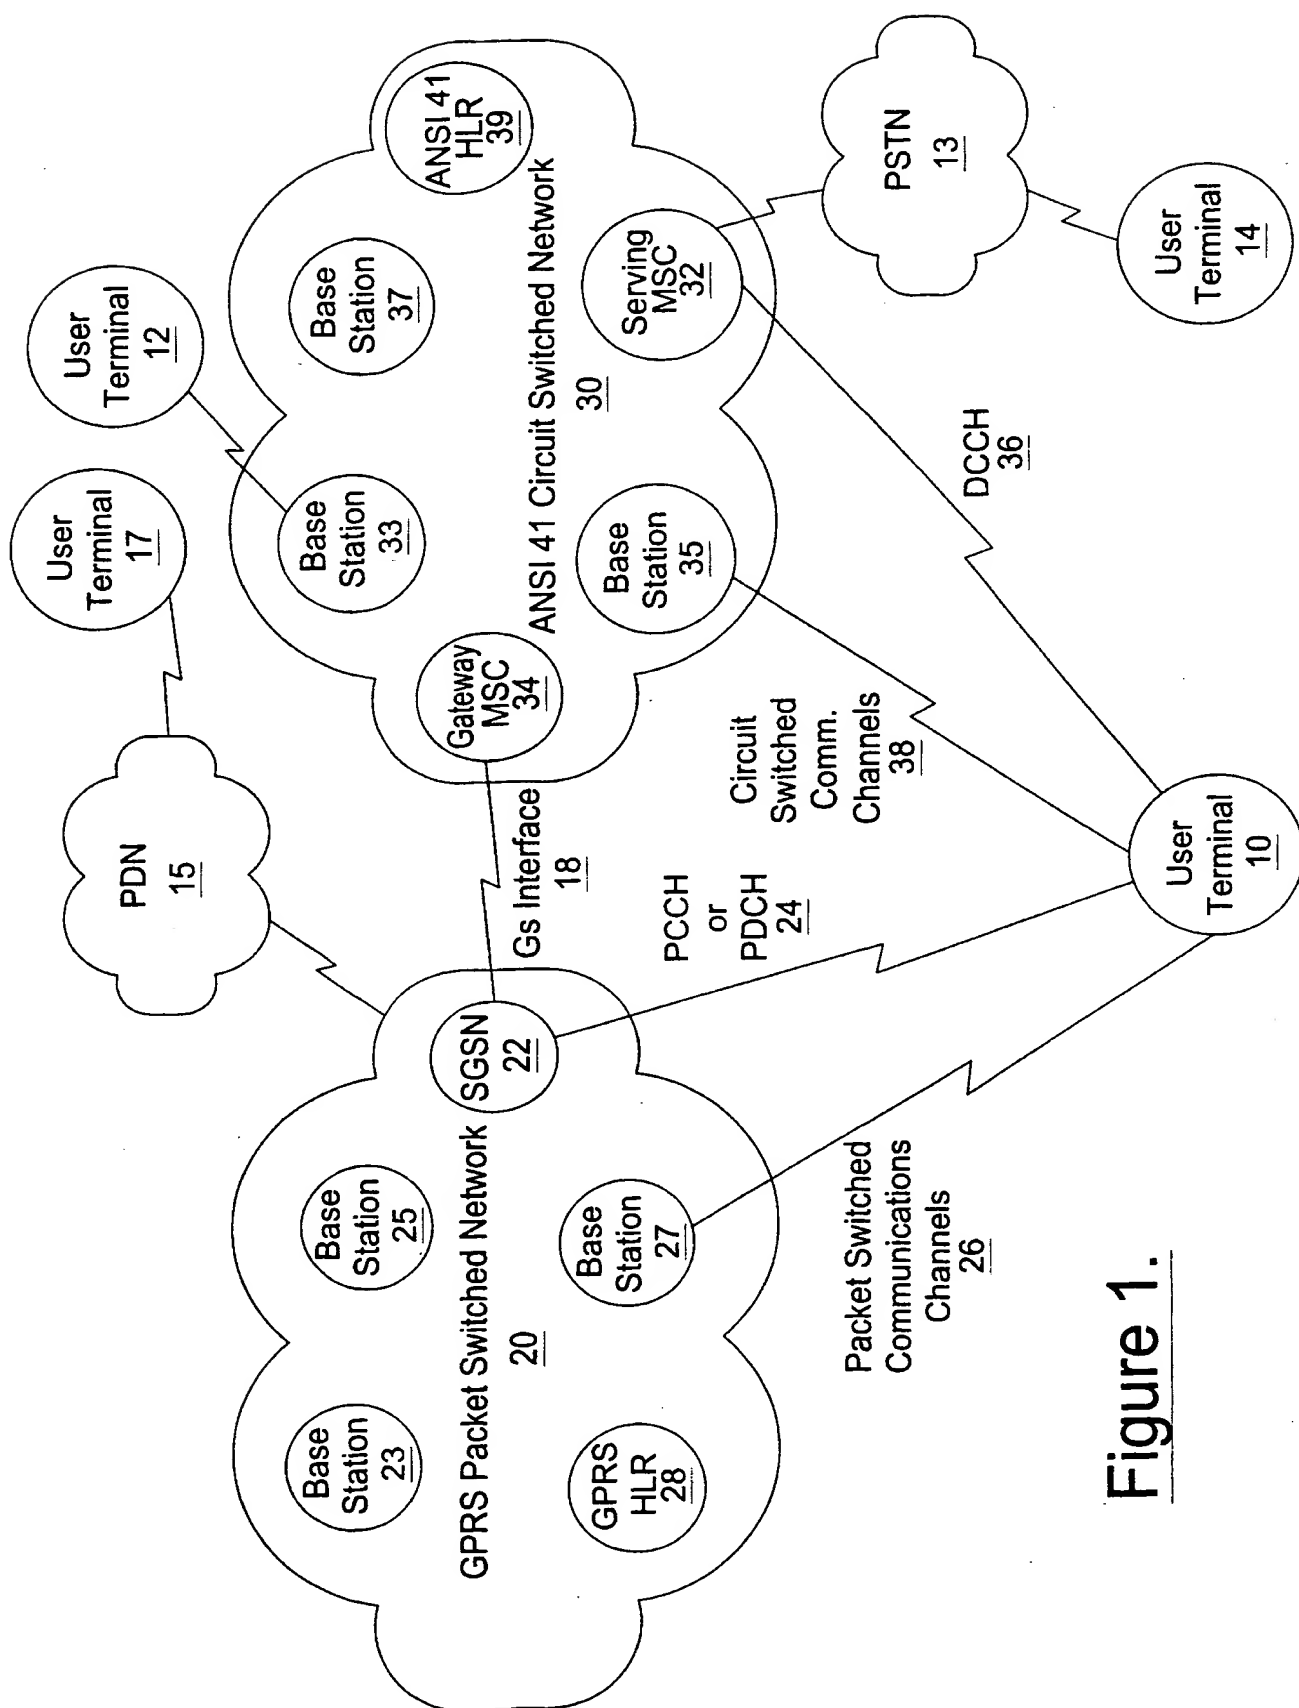 User
Terminal
17
User
Terminal
12
PDN
15
Base
Station
23
Base
Station
25
GPRS Packet Switched Network
20
SGSN
22
GPRS
HLR
28
Base
Station
27
Gs Interface
18
Gateway
MSC
34
Base
Station
33
Base
Station
37
ANSI 41
HLR
39
ANSI 41 Circuit Switched Network
30
Base
Station
35
Serving
MSC
32
PSTN
13
User
Terminal
14
Packet Switched
Communications
Channels
26
PCCH
or
PDCH
24
Circuit
Switched
Comm.
Channels
38
DCCH
36
User
Terminal
10
Figure 1.